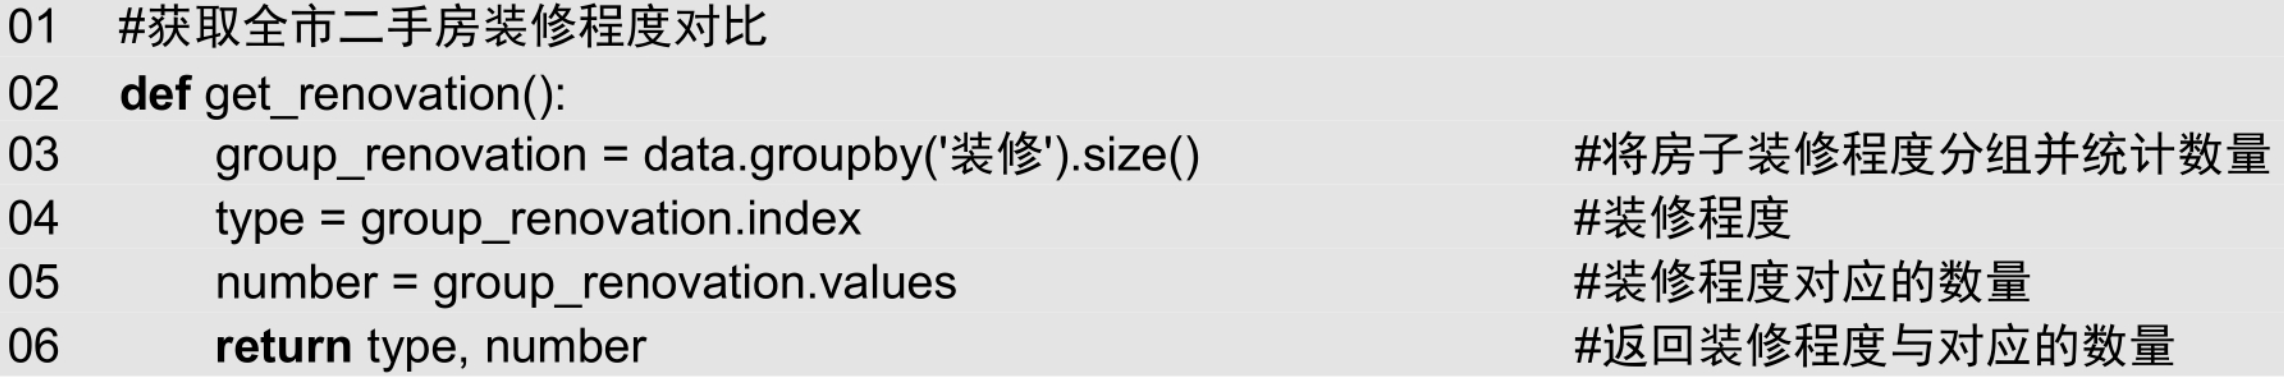 01 #获取全市二手房装修程度对比
02 def get_renovation():
03 group_renovation = data.groupby('装修').size() #将房子装修程度分组并统计数量
04 type = group_renovation.index #装修程度
05 number = group_renovation.values #装修程度对应的数量
06 return type, number #返回装修程度与对应的数量